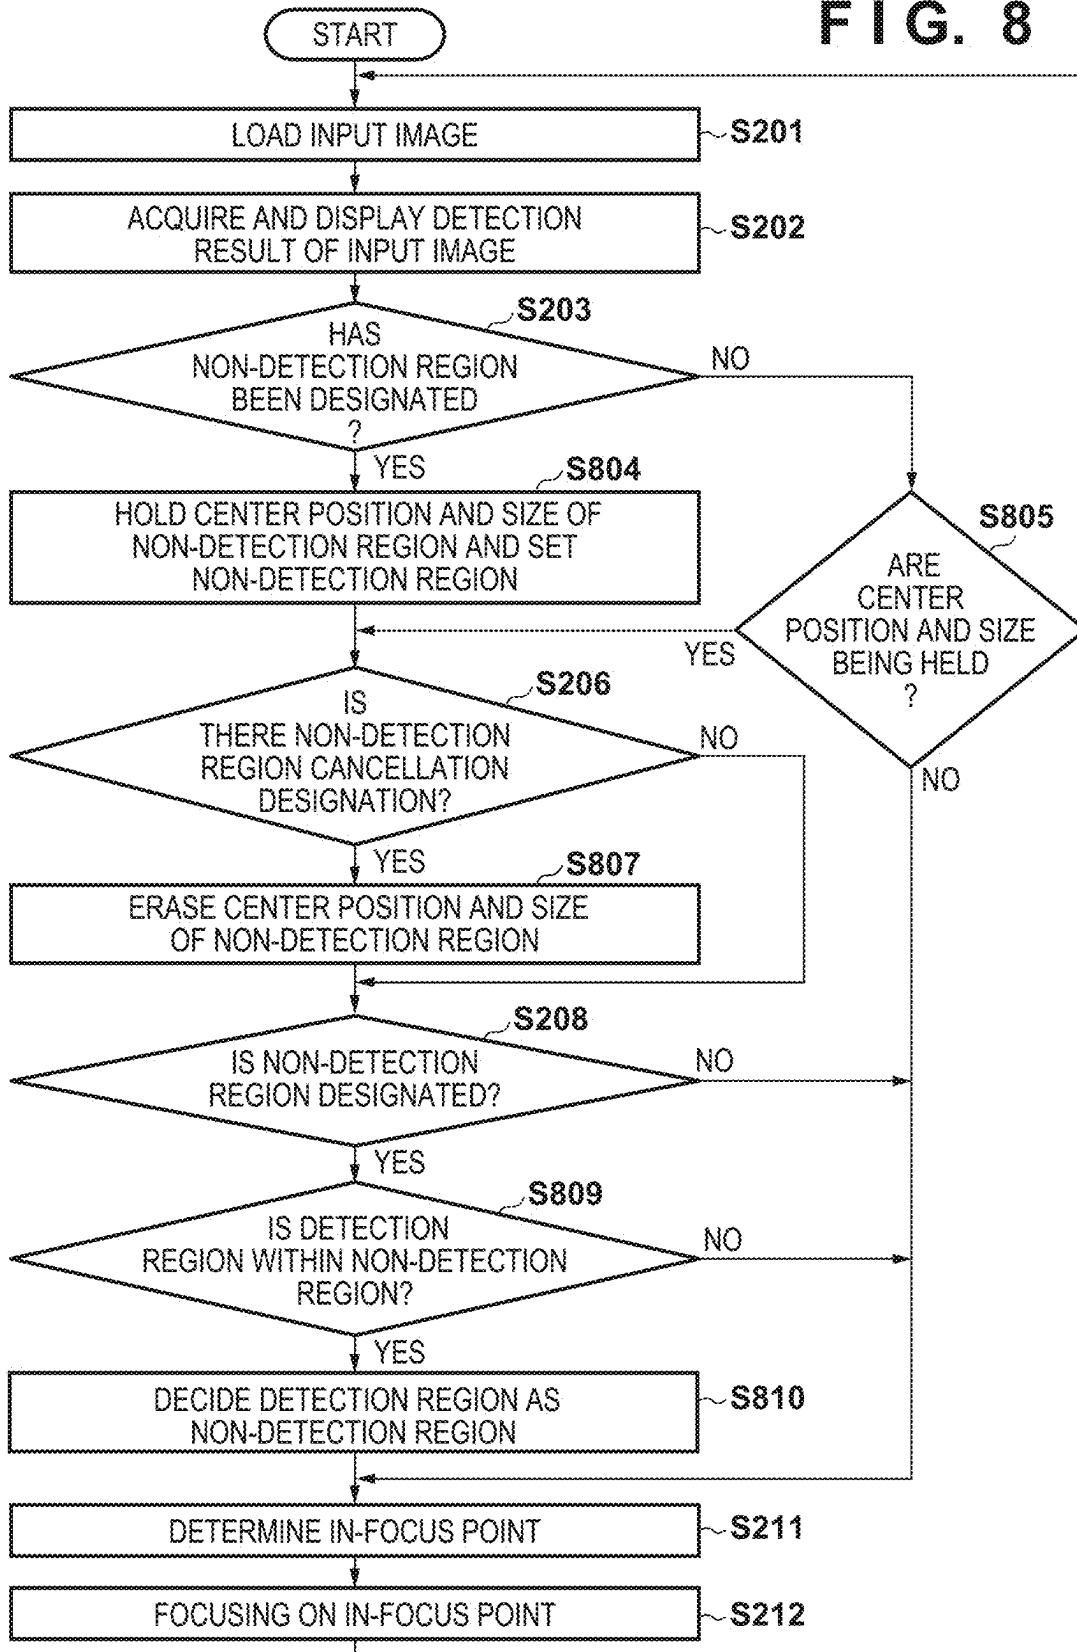 FIG. 8
START
LOAD INPUT IMAGE
S201
ACQUIRE AND DISPLAY DETECTION
RESULT OF INPUT IMAGE
S202
S203
HAS
NON-DETECTION REGION
BEEN DESIGNATED
?
NO
YES
S804
HOLD CENTER POSITION AND SIZE OF
NON-DETECTION REGION AND SET
NON-DETECTION REGION
S805
ARE
CENTER
POSITION AND SIZE
BEING HELD
?
YES
NO
S206
IS
THERE NON-DETECTION
REGION CANCELLATION
DESIGNATION?
NO
YES
S807
ERASE CENTER POSITION AND SIZE
OF NON-DETECTION REGION
S208
IS NON-DETECTION
REGION DESIGNATED?
NO
YES
S809
IS DETECTION
REGION WITHIN NON-DETECTION
REGION?
NO
YES
DECIDE DETECTION REGION AS
NON-DETECTION REGION
S810
DETERMINE IN-FOCUS POINT
S211
FOCUSING ON IN-FOCUS POINT
S212